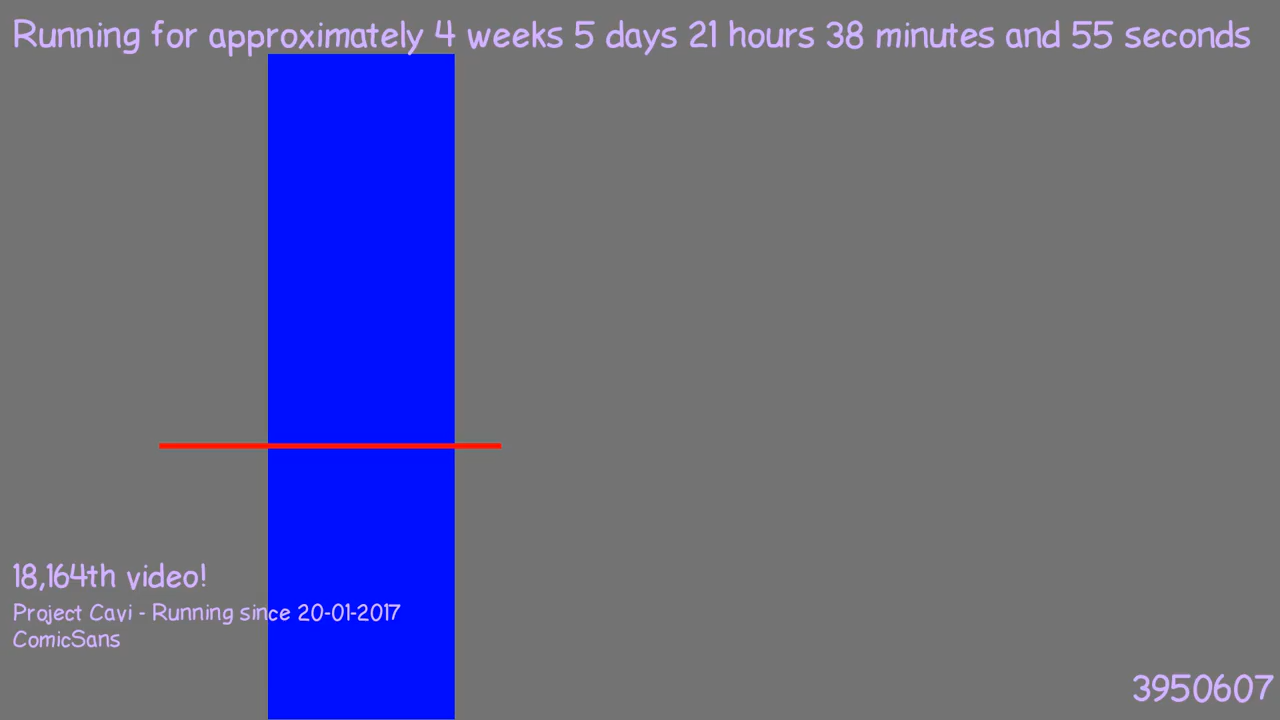 Running for approximately 4 weeks 5 days 21 hours 38 minutes and 55 seconds
18,164th video!
Project Cavi - Running since 20-01-2017
ComicSans
3950607